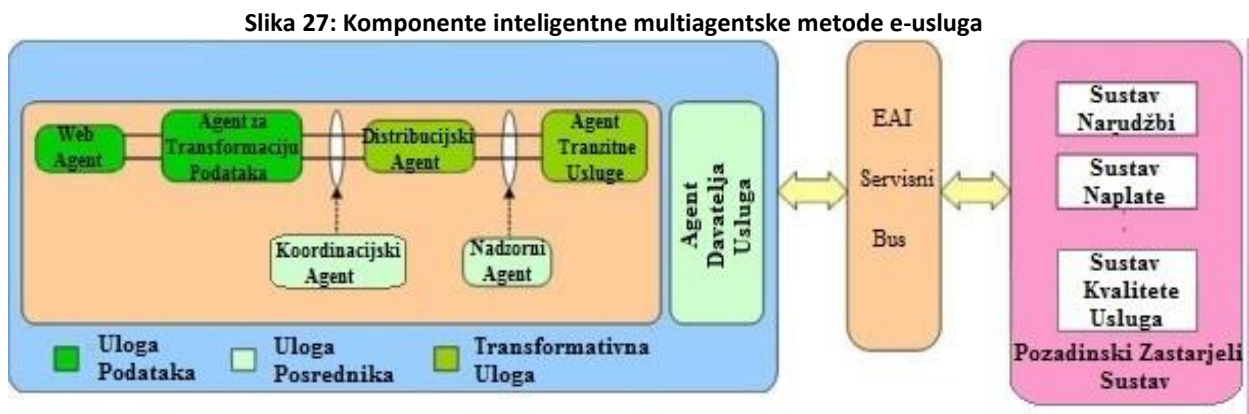 Slika 27: Komponente inteligentne multiagentske metode e-usluga
Web
Agent
Agent za
Transformaciju
Podataka
Distribucijski
Agent
Agent
Tranzitne
Usluge
Koordinacijski
Agent
Nadzorni
Agent
Agent
Davatelja
Usluga
Uloga
Podataka
Uloga
Posrednika
Transformativna
Uloga
EAI
Servisni
Bus
Sustav
Narudžbi
Sustav
Naplate
Sustav
Kvalitete
Usluga
Pozadinski Zastarjeli
Sustav